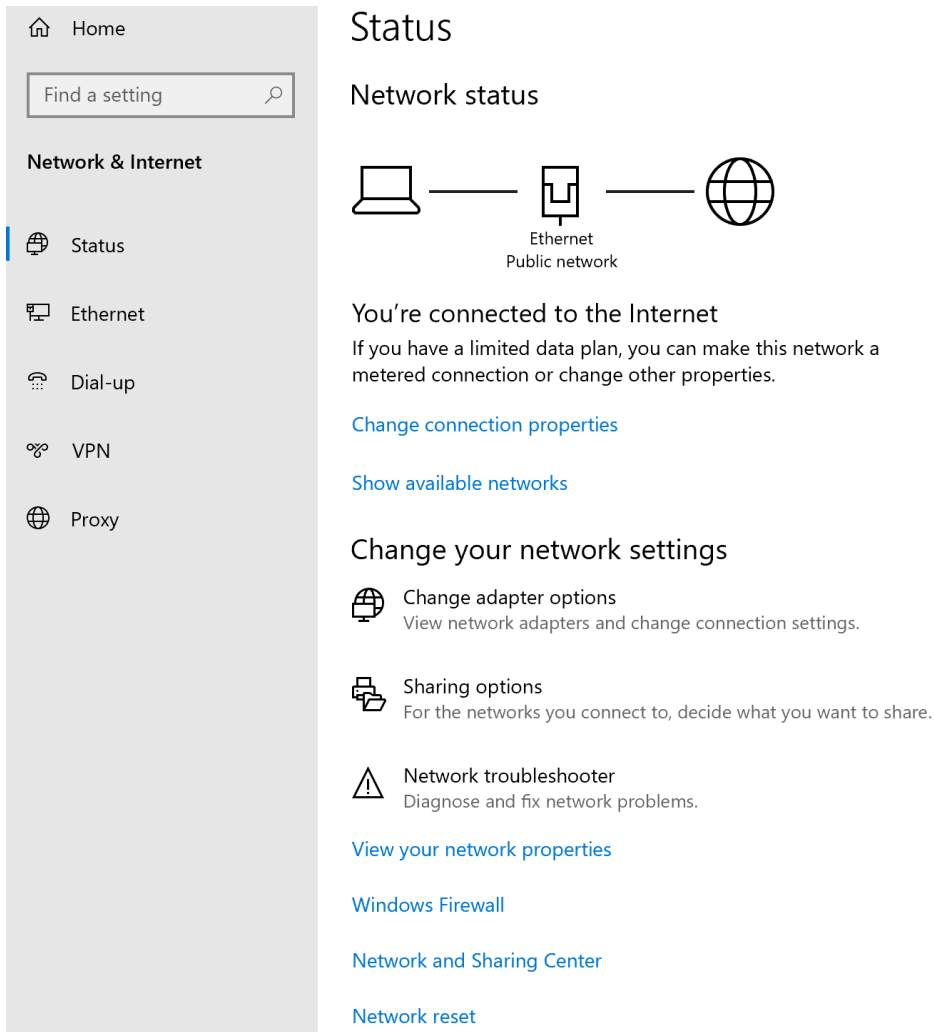 Home
Find a setting
Network & Internet
Status
Ethernet
Dial-up
VPN
Proxy
Status
Network status
Ethernet
Public network
You’re connected to the Internet
If you have a limited data plan, you can make this network a
metered connection or change other properties.
Change connection properties
Show available networks
Change your network settings
Change adapter options
View network adapters and change connection settings.
Sharing options
For the networks you connect to, decide what you want to share.
Network troubleshooter
Diagnose and fix network problems.
View your network properties
Windows Firewall
Network and Sharing Center
Network reset